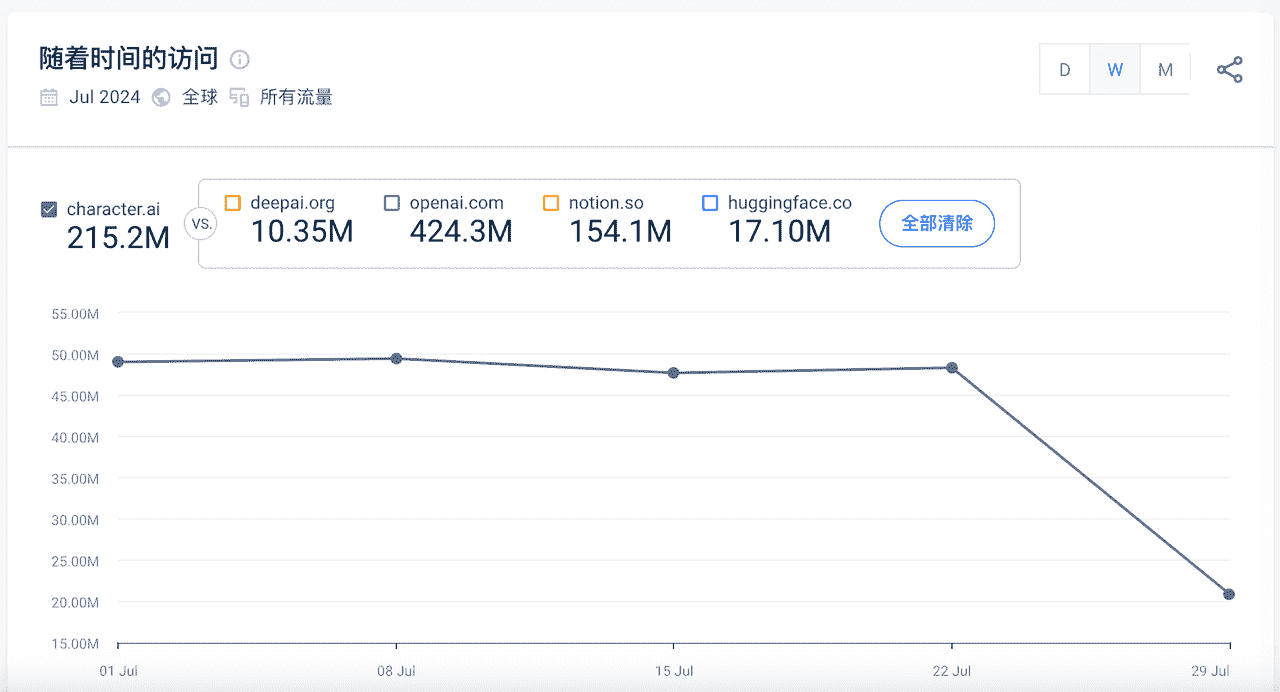 随着时间的访问
Jul 2024 全球 所有流量
D W M
character.ai
215.2M
VS.
deepai.org
10.35M
openai.com
424.3M
notion.so
154.1M
huggingface.co
17.10M
全部清除
55.00M
50.00M
45.00M
40.00M
35.00M
30.00M
25.00M
20.00M
15.00M
01 Jul 08 Jul 15 Jul 22 Jul 29 Jul